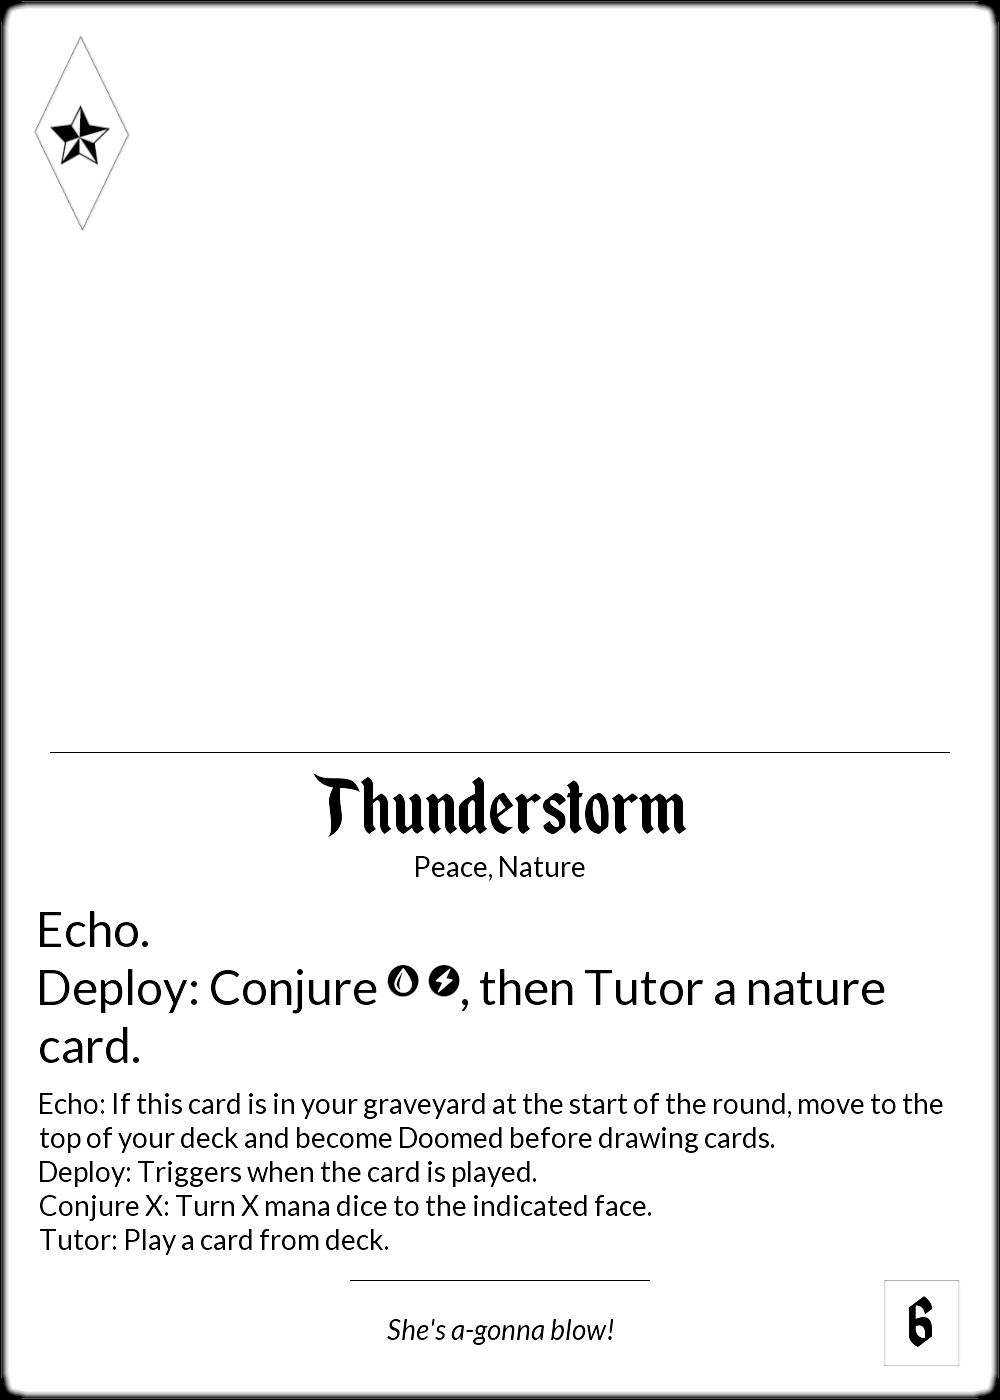 Thunderstorm
Peace, Nature
Echo.
Deploy: Conjure , then Tutor a nature
card.
Echo: If this card is in your graveyard at the start of the round, move to the
top of your deck and become Doomed before drawing cards.
Deploy: Triggers when the card is played.
Conjure X: Turn X mana dice to the indicated face.
Tutor: Play a card from deck.
She's a-gonna blow!
6